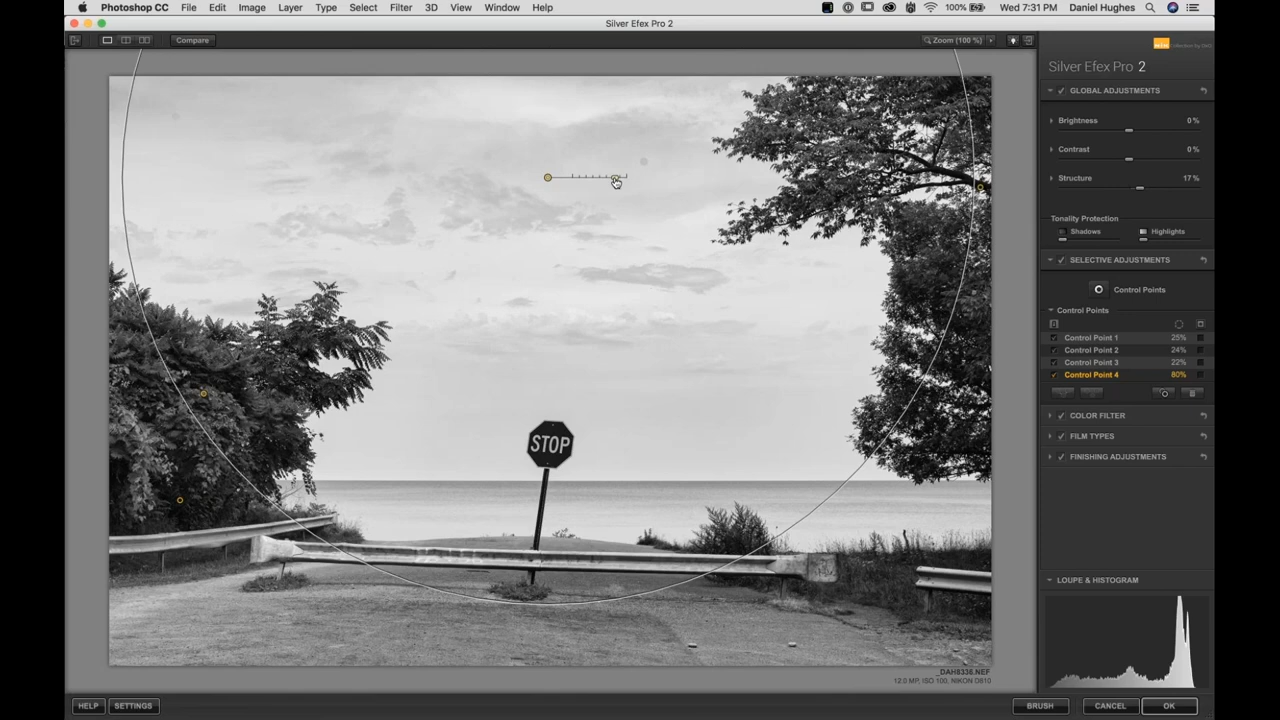 Photoshop CC File Edit Image Layer Type Select Filter 3D View Window Help 100% Wed 7:31 PM Daniel Hughes
Silver Efex Pro 2
Compare Zoom (100 %)
Silver Efex Pro 2
GLOBAL ADJUSTMENTS
Brightness 0 %
Contrast 0 %
Structure 17 %
Tonality Protection
Shadows Highlights
SELECTIVE ADJUSTMENTS
Control Points
Control Points
Control Point 1 25%
Control Point 2 24%
Control Point 3 22%
Control Point 4 80%
COLOR FILTER
FILM TYPES
FINISHING ADJUSTMENTS
STOP
LOUPE & HISTOGRAM
_DAH8336.NEF
12.0 MP, ISO 100, NIKON D810
HELP SETTINGS BRUSH CANCEL OK